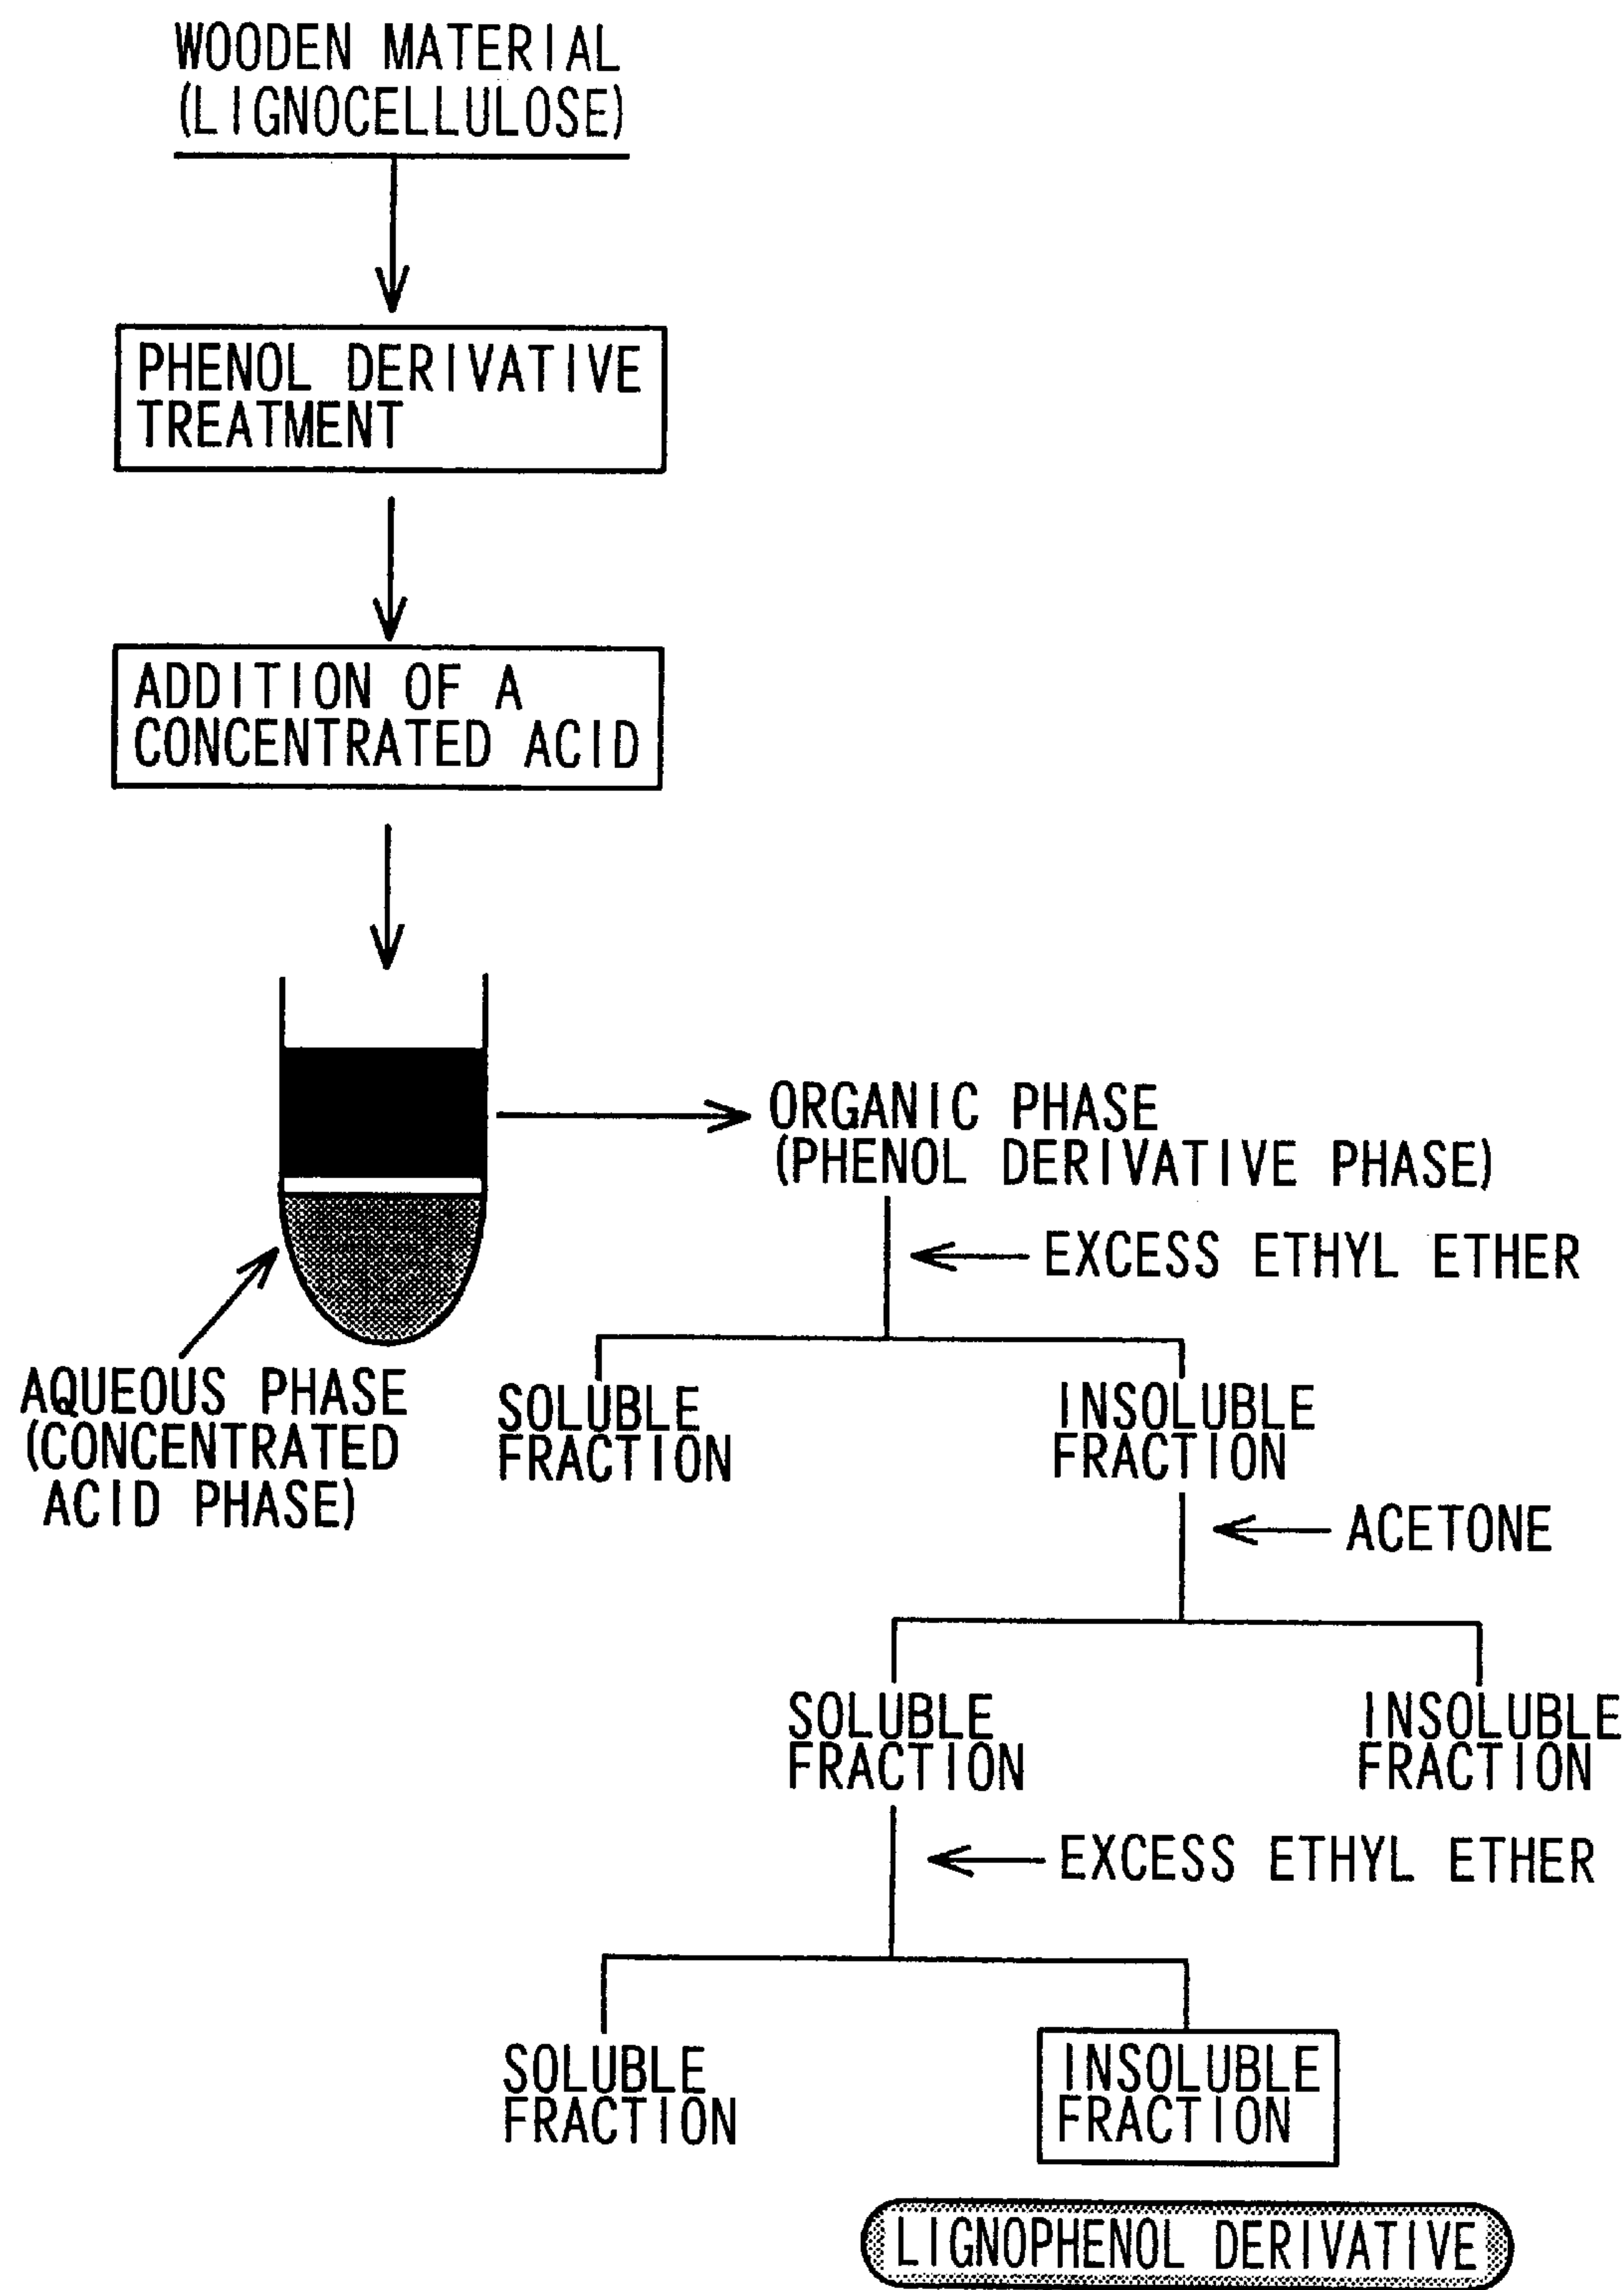 WOODEN MATERIAL
(LIGNOCELLULOSE)
PHENOL DERIVATIVE
TREATMENT
ADDITION OF A
CONCENTRATED ACID
ORGANIC PHASE
(PHENOL DERIVATIVE PHASE)
EXCESS ETHYL ETHER
AQUEOUS PHASE
(CONCENTRATED
ACID PHASE)
SOLUBLE
FRACTION
INSOLUBLE
FRACTION
ACETONE
SOLUBLE
FRACTION
INSOLUBLE
FRACTION
EXCESS ETHYL ETHER
SOLUBLE
FRACTION
INSOLUBLE
FRACTION
LIGNOPHENOL DERIVATIVE